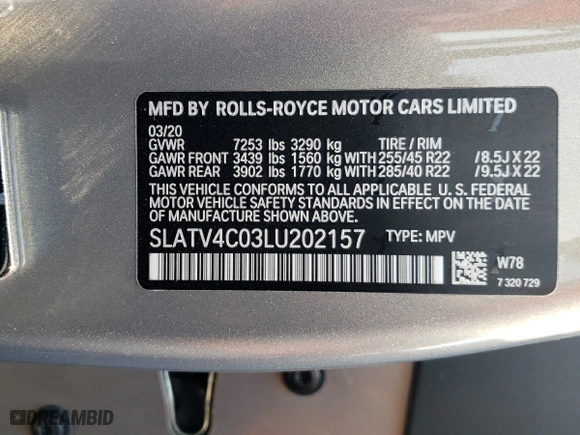 MFD BY ROLLS-ROYCE MOTOR CARS LIMITED
03/20
GVWR 7253 lbs 3290 kg TIRE / RIM
GAWR FRONT 3439 lbs 1560 kg WITH 255/45 R22 / 8.5J X 22
GAWR REAR 3902 lbs 1770 kg WITH 285/40 R22 / 9.5J X 22
THIS VEHICLE CONFORMS TO ALL APPLICABLE U. S. FEDERAL
MOTOR VEHICLE SAFETY STANDARDS IN EFFECT ON THE
DATE OF MANUFACTURE SHOWN ABOVE.
SLATV4C03LU202157 TYPE: MPV
W78
7 320 729
DREAMBID